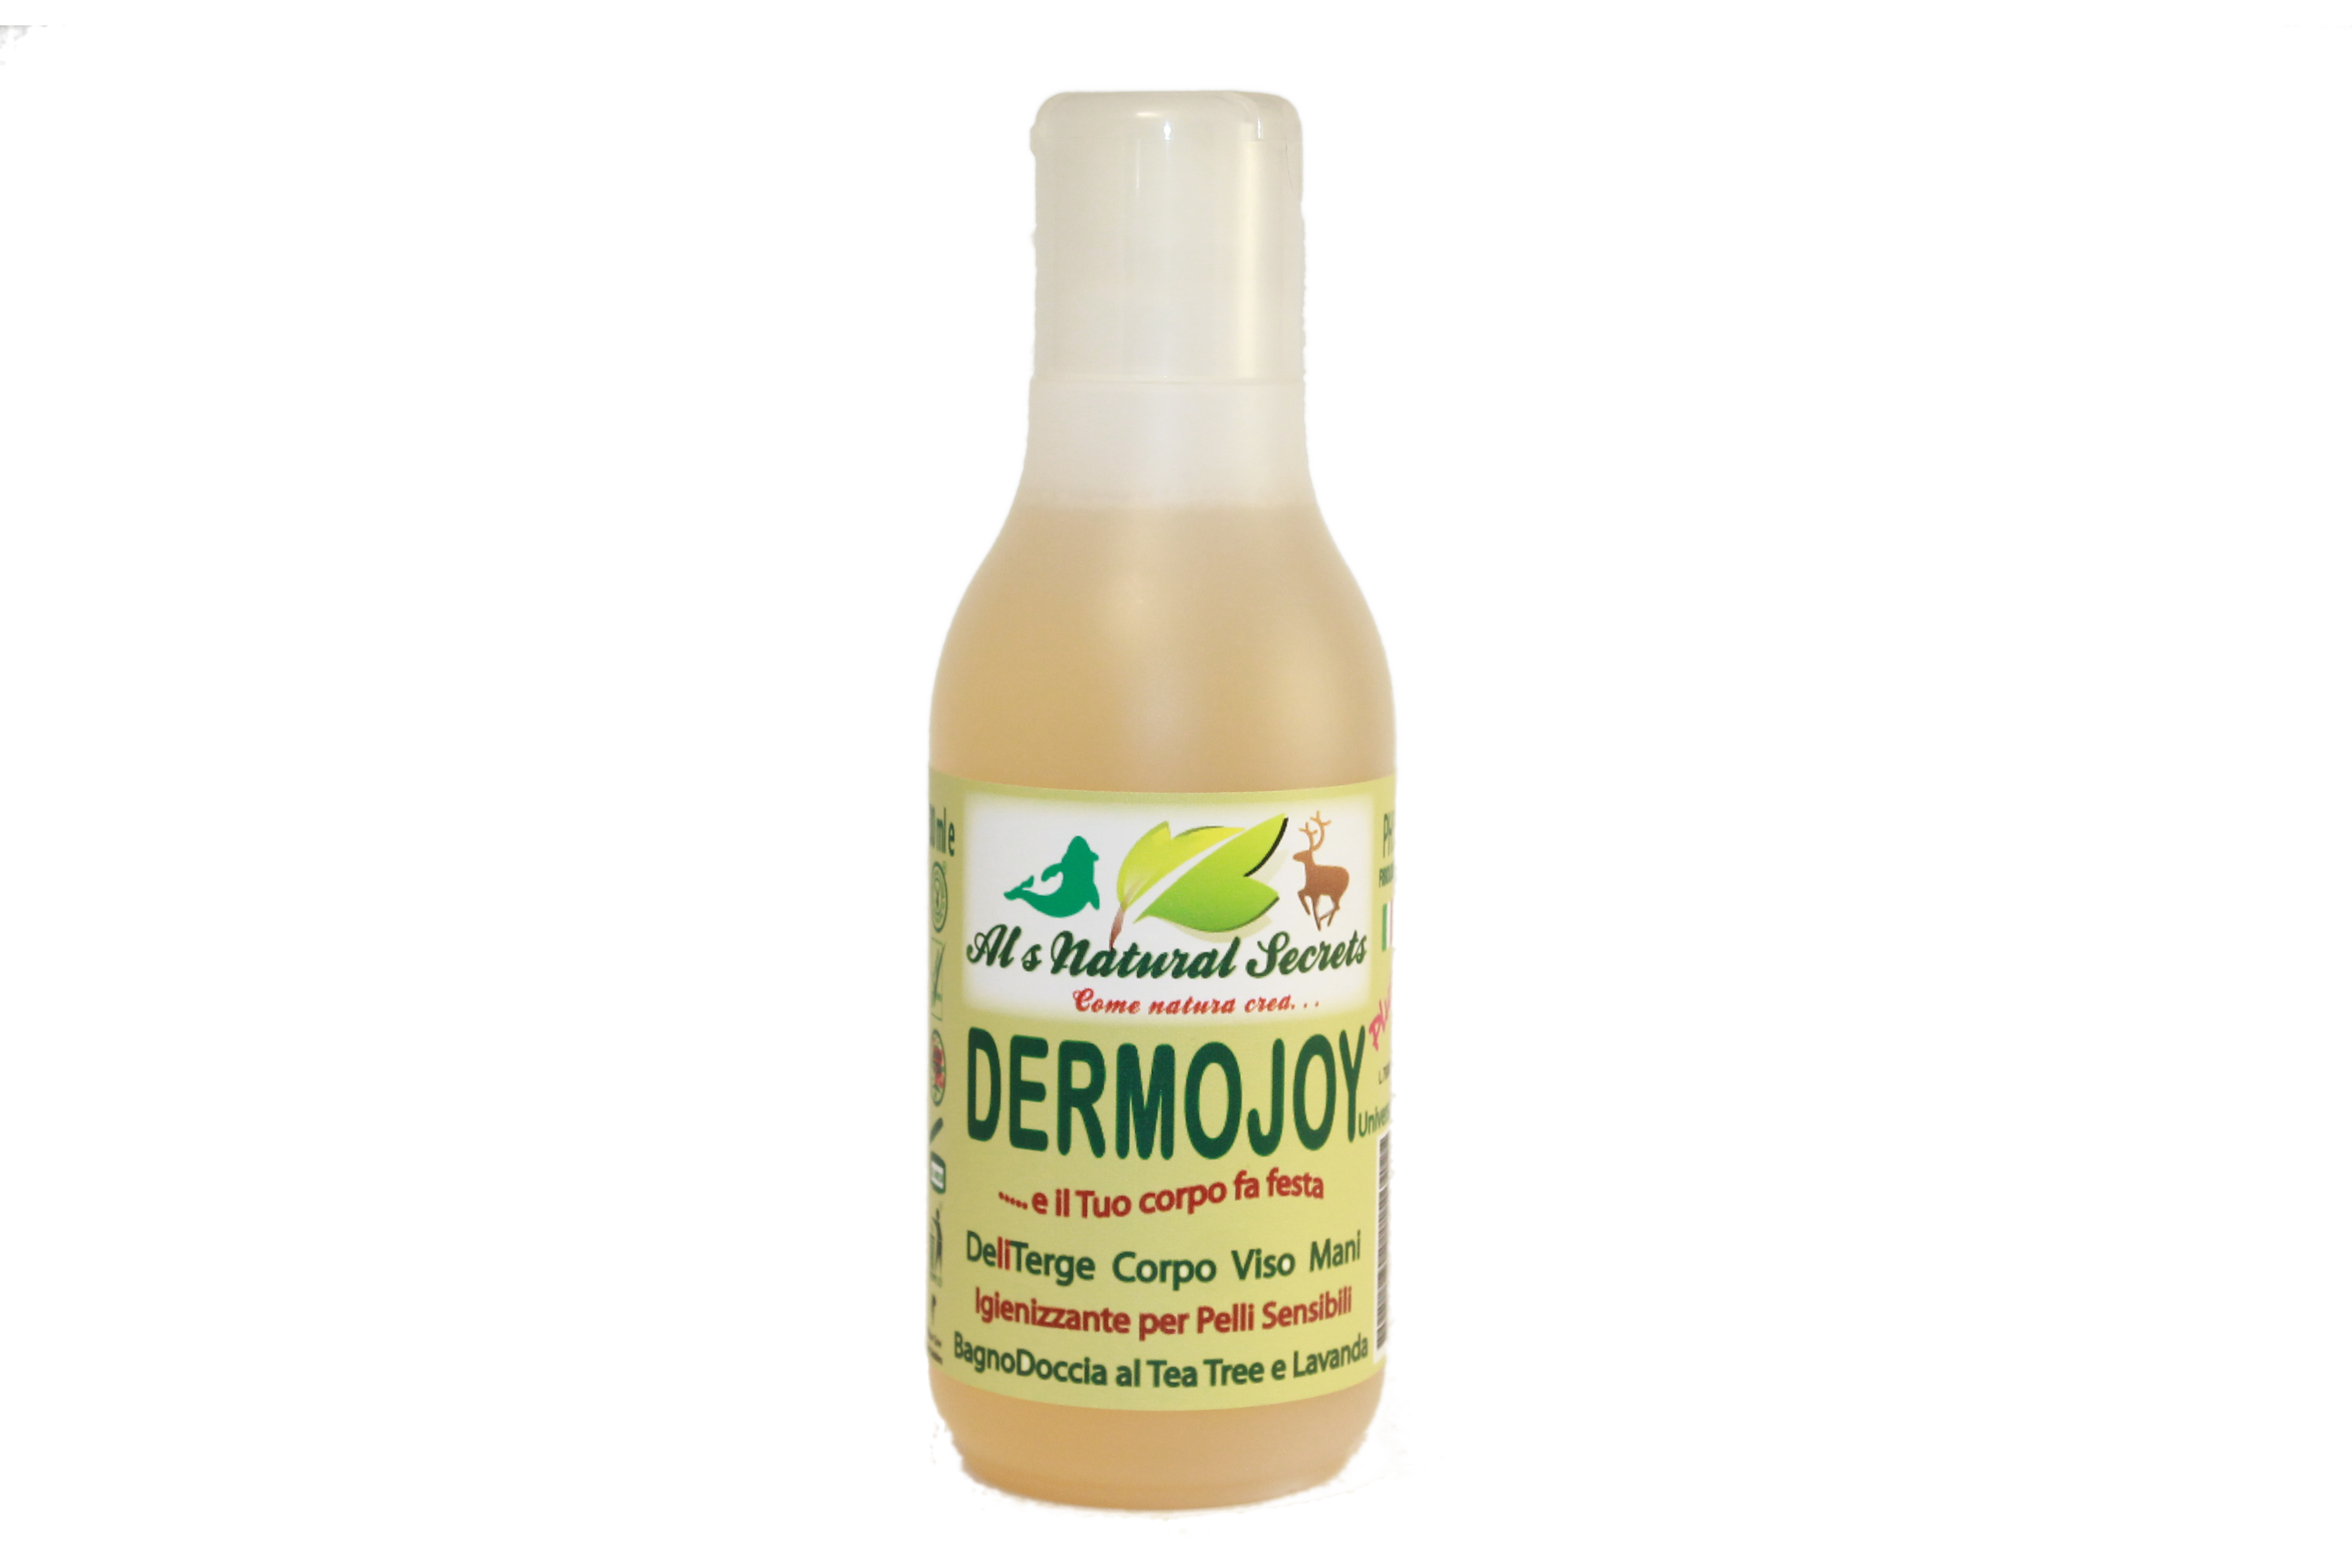 Al s Natural Secrets
Come natura crea. . .
DERMOJOY
..... e il Tuo corpo fa festa
DeliTerge Corpo Viso Mani
Igienizzante per Pelli Sensibili
BagnoDoccia al Tea Tree e Lavanda
ml e